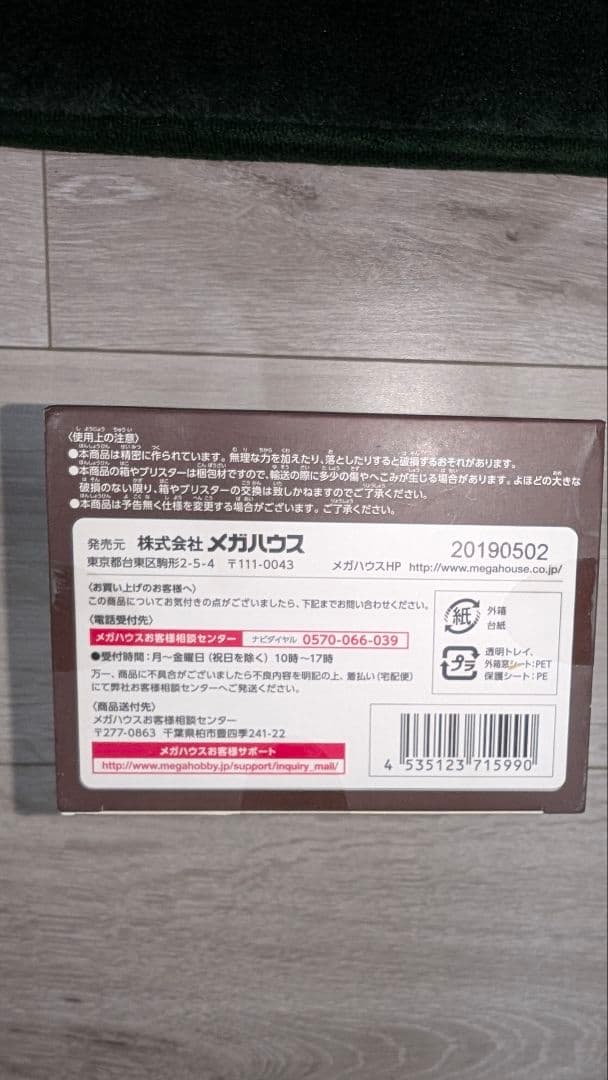 〈使用上の注意〉
●本商品は精密に作られています。無理な力を加えたり、落としたりすると破損するおそれがあります。
●本商品の箱やブリスターは梱包材ですので、輸送の際に多少の傷やへこみが生じる場合があります。よほどの大きな
破損のない限り、箱やブリスターの交換は致しかねますのでご了承ください。
●本商品は予告無く仕様を変更する場合がございます。ご了承ください。
発売元 株式会社 メガハウス
20190502
東京都台東区駒形2-5-4 〒111-0043 メガハウスHP http://www.megahouse.co.jp/
〈お買い上げのお客様へ〉
この商品についてお気付きの点がございましたら、下記までお問い合わせください。
〈電話受付先〉
メガハウスお客様相談センター ナビダイヤル 0570-066-039
●受付時間：月〜金曜日（祝日を除く）10時〜17時
万一、商品に不具合がございましたら不良内容を明記の上、着払い（宅配便）
にて弊社お客様相談センターへご発送ください。
〈商品送付先〉
メガハウスお客様相談センター
〒277-0863 千葉県柏市豊四季241-22
メガハウスお客様サポート
http://www.megahobby.jp/support/inquiry_mail/
紙
外箱
台紙
プラ
透明トレイ、
外箱窓シート：PET
保護シート：PE
4 535123 715990